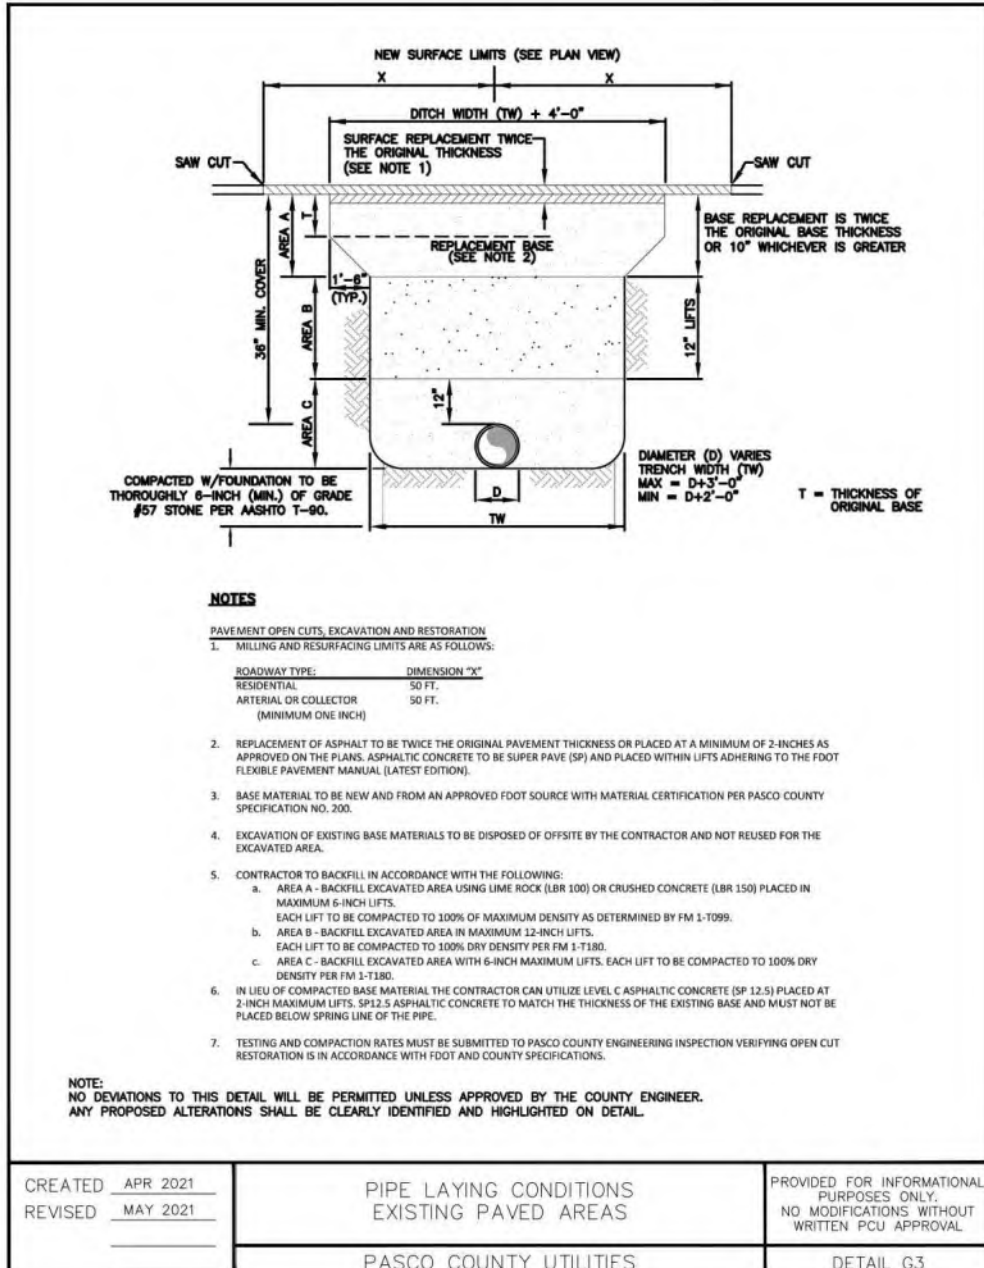 NEW SURFACE LIMITS (SEE PLAN VIEW)
X
X
DITCH WIDTH (TW) + 4'-0"
SURFACE REPLACEMENT TWICE
THE ORIGINAL THICKNESS
(SEE NOTE 1)
SAW CUT
SAW CUT
T
AREA A
BASE REPLACEMENT IS TWICE
THE ORIGINAL BASE THICKNESS
OR 10" WHICHEVER IS GREATER
REPLACEMENT BASE
(SEE NOTE 2)
1'-6"
(TYP.)
36" MIN. COVER
AREA B
12" LIFTS
AREA C
12"
COMPACTED W/FOUNDATION TO BE
THOROUGHLY 6-INCH (MIN.) OF GRADE
#57 STONE PER AASHTO T-90.
D
TW
DIAMETER (D) VARIES
TRENCH WIDTH (TW)
MAX = D+3'-0"
MIN = D+2'-0"
T = THICKNESS OF
ORIGINAL BASE
NOTES
PAVEMENT OPEN CUTS, EXCAVATION AND RESTORATION
1. MILLING AND RESURFACING LIMITS ARE AS FOLLOWS:
ROADWAY TYPE: DIMENSION "X"
RESIDENTIAL 50 FT.
ARTERIAL OR COLLECTOR 50 FT.
(MINIMUM ONE INCH)
2. REPLACEMENT OF ASPHALT TO BE TWICE THE ORIGINAL PAVEMENT THICKNESS OR PLACED AT A MINIMUM OF 2-INCHES AS
APPROVED ON THE PLANS. ASPHALTIC CONCRETE TO BE SUPER PAVE (SP) AND PLACED WITHIN LIFTS ADHERING TO THE FDOT
FLEXIBLE PAVEMENT MANUAL (LATEST EDITION).
3. BASE MATERIAL TO BE NEW AND FROM AN APPROVED FDOT SOURCE WITH MATERIAL CERTIFICATION PER PASCO COUNTY
SPECIFICATION NO. 200.
4. EXCAVATION OF EXISTING BASE MATERIALS TO BE DISPOSED OF OFFSITE BY THE CONTRACTOR AND NOT REUSED FOR THE
EXCAVATED AREA.
5. CONTRACTOR TO BACKFILL IN ACCORDANCE WITH THE FOLLOWING:
a. AREA A - BACKFILL EXCAVATED AREA USING LIME ROCK (LBR 100) OR CRUSHED CONCRETE (LBR 150) PLACED IN
MAXIMUM 6-INCH LIFTS.
EACH LIFT TO BE COMPACTED TO 100% OF MAXIMUM DENSITY AS DETERMINED BY FM 1-T099.
b. AREA B - BACKFILL EXCAVATED AREA IN MAXIMUM 12-INCH LIFTS.
EACH LIFT TO BE COMPACTED TO 100% DRY DENSITY PER FM 1-T180.
c. AREA C - BACKFILL EXCAVATED AREA WITH 6-INCH MAXIMUM LIFTS. EACH LIFT TO BE COMPACTED TO 100% DRY
DENSITY PER FM 1-T180.
6. IN LIEU OF COMPACTED BASE MATERIAL THE CONTRACTOR CAN UTILIZE LEVEL C ASPHALTIC CONCRETE (SP 12.5) PLACED AT
2-INCH MAXIMUM LIFTS. SP12.5 ASPHALTIC CONCRETE TO MATCH THE THICKNESS OF THE EXISTING BASE AND MUST NOT BE
PLACED BELOW SPRING LINE OF THE PIPE.
7. TESTING AND COMPACTION RATES MUST BE SUBMITTED TO PASCO COUNTY ENGINEERING INSPECTION VERIFYING OPEN CUT
RESTORATION IS IN ACCORDANCE WITH FDOT AND COUNTY SPECIFICATIONS.
NOTE:
NO DEVIATIONS TO THIS DETAIL WILL BE PERMITTED UNLESS APPROVED BY THE COUNTY ENGINEER.
ANY PROPOSED ALTERATIONS SHALL BE CLEARLY IDENTIFIED AND HIGHLIGHTED ON DETAIL.
CREATED APR 2021
REVISED MAY 2021
PIPE LAYING CONDITIONS
EXISTING PAVED AREAS
PROVIDED FOR INFORMATIONAL
PURPOSES ONLY.
NO MODIFICATIONS WITHOUT
WRITTEN PCU APPROVAL
PASCO COUNTY UTILITIES
DETAIL G3